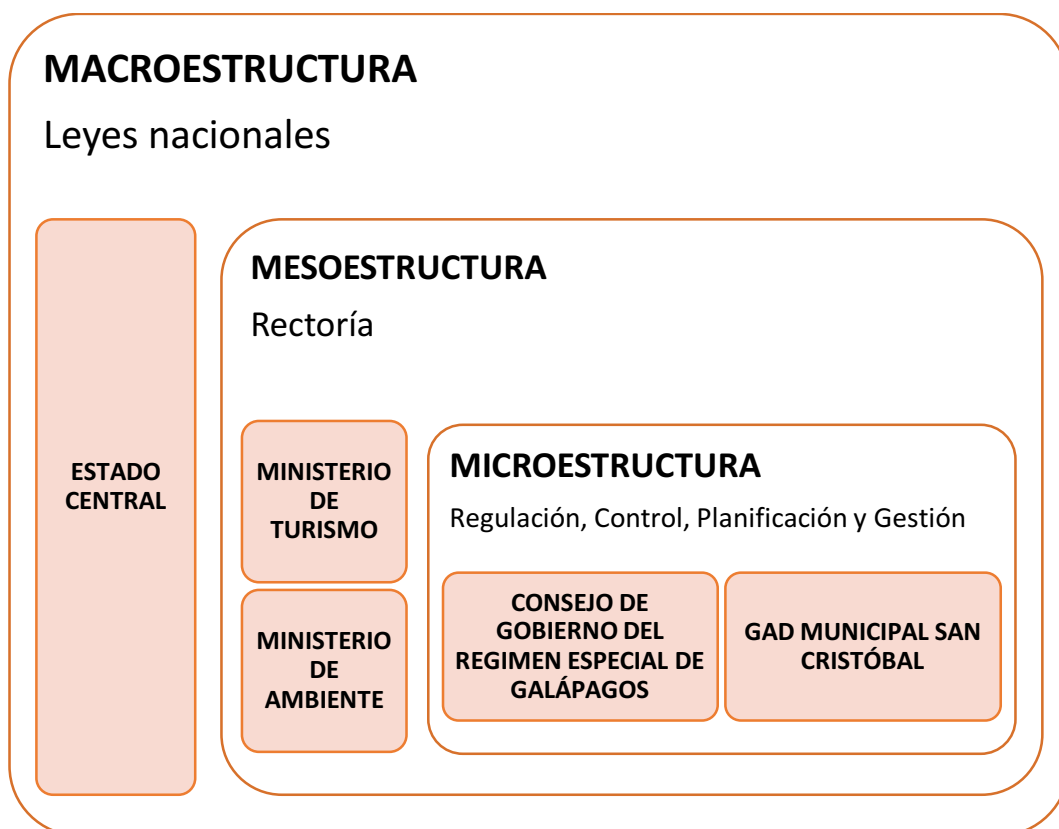 MACROESTRUCTURA
Leyes nacionales
ESTADO
CENTRAL
MESOESTRUCTURA
Rectoría
MINISTERIO
DE
TURISMO
MINISTERIO
DE
AMBIENTE
MICROESTRUCTURA
Regulación, Control, Planificación y Gestión
CONSEJO DE
GOBIERNO DEL
REGIMEN ESPECIAL DE
GALÁPAGOS
GAD MUNICIPAL SAN
CRISTÓBAL